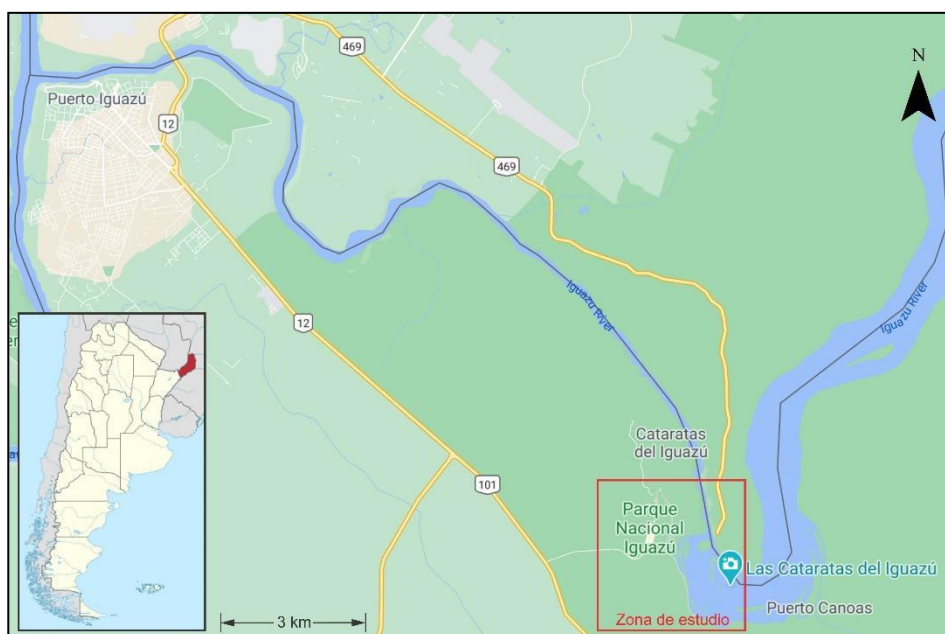 469
N
Puerto Iguazú
12
469
Iguazú River
Iguazú River
12
Cataratas
del Iguazú
101
Parque
Nacional
Iguazú
Las Cataratas del Iguazú
Puerto Canoas
Zona de estudio
3 km